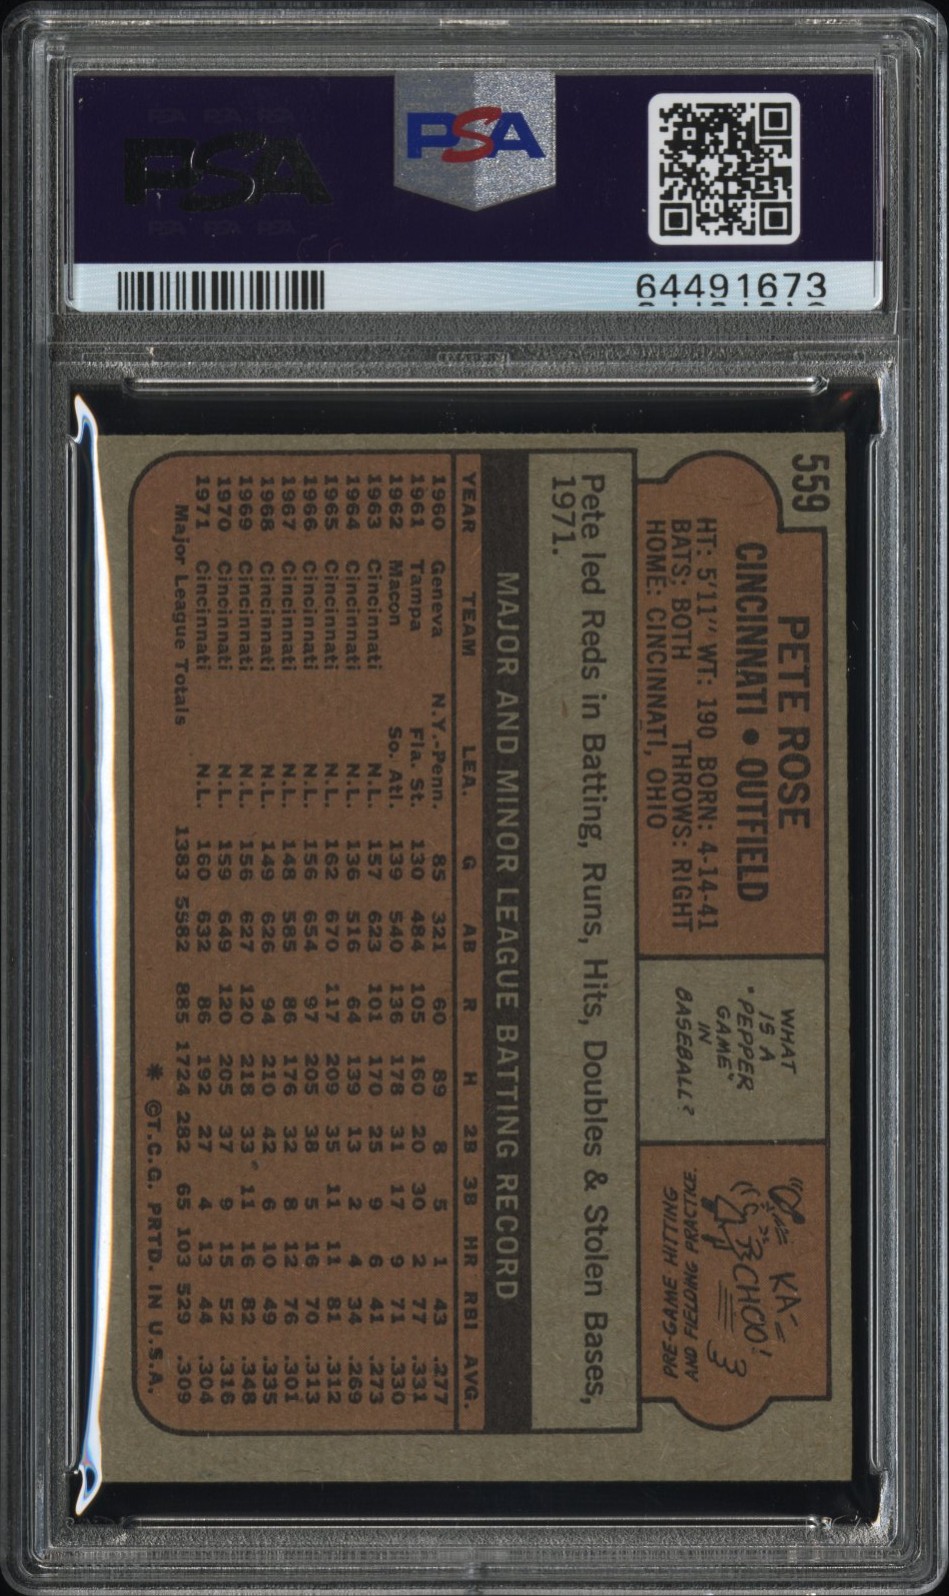 PSA
PSA
64491673
559
PETE ROSE
CINCINNATI • OUTFIELD
HT: 5'11" WT: 190 BORN: 4-14-41
BATS: BOTH THROWS: RIGHT
HOME: CINCINNATI, OHIO
WHAT
IS A
"PEPPER
GAME"
IN
BASEBALL?
KA-
CHOO!
PRE-GAME HITTING
AND FIELDING PRACTICE.
Pete led Reds in Batting, Runs, Hits, Doubles & Stolen Bases,
1971.
MAJOR AND MINOR LEAGUE BATTING RECORD
YEAR TEAM LEA. G AB R H 2B 3B HR RBI AVG.
1960 Geneva N.Y.-Penn. 85 321 60 89 8 5 1 43 .277
1961 Tampa Fla. St. 130 484 105 160 20 30 2 77 .331
1962 Macon So. Atl. 139 540 136 178 31 17 9 71 .330
1963 Cincinnati N.L. 157 623 101 170 25 9 6 41 .273
1964 Cincinnati N.L. 136 516 64 139 13 2 4 34 .269
1965 Cincinnati N.L. 162 670 117 209 35 11 11 81 .312
1966 Cincinnati N.L. 156 654 97 205 38 5 16 70 .313
1967 Cincinnati N.L. 148 585 86 176 32 8 12 76 .301
1968 Cincinnati N.L. 149 626 94 210 42 6 10 49 .335
1969 Cincinnati N.L. 156 627 120 218 33 11 16 82 .348
1970 Cincinnati N.L. 159 649 120 205 37 9 15 52 .316
1971 Cincinnati N.L. 160 632 86 192 27 4 13 44 .304
Major League Totals 1383 5582 885 1724 282 65 103 529 .309
* ©T.C.G. PRTD. IN U.S.A.